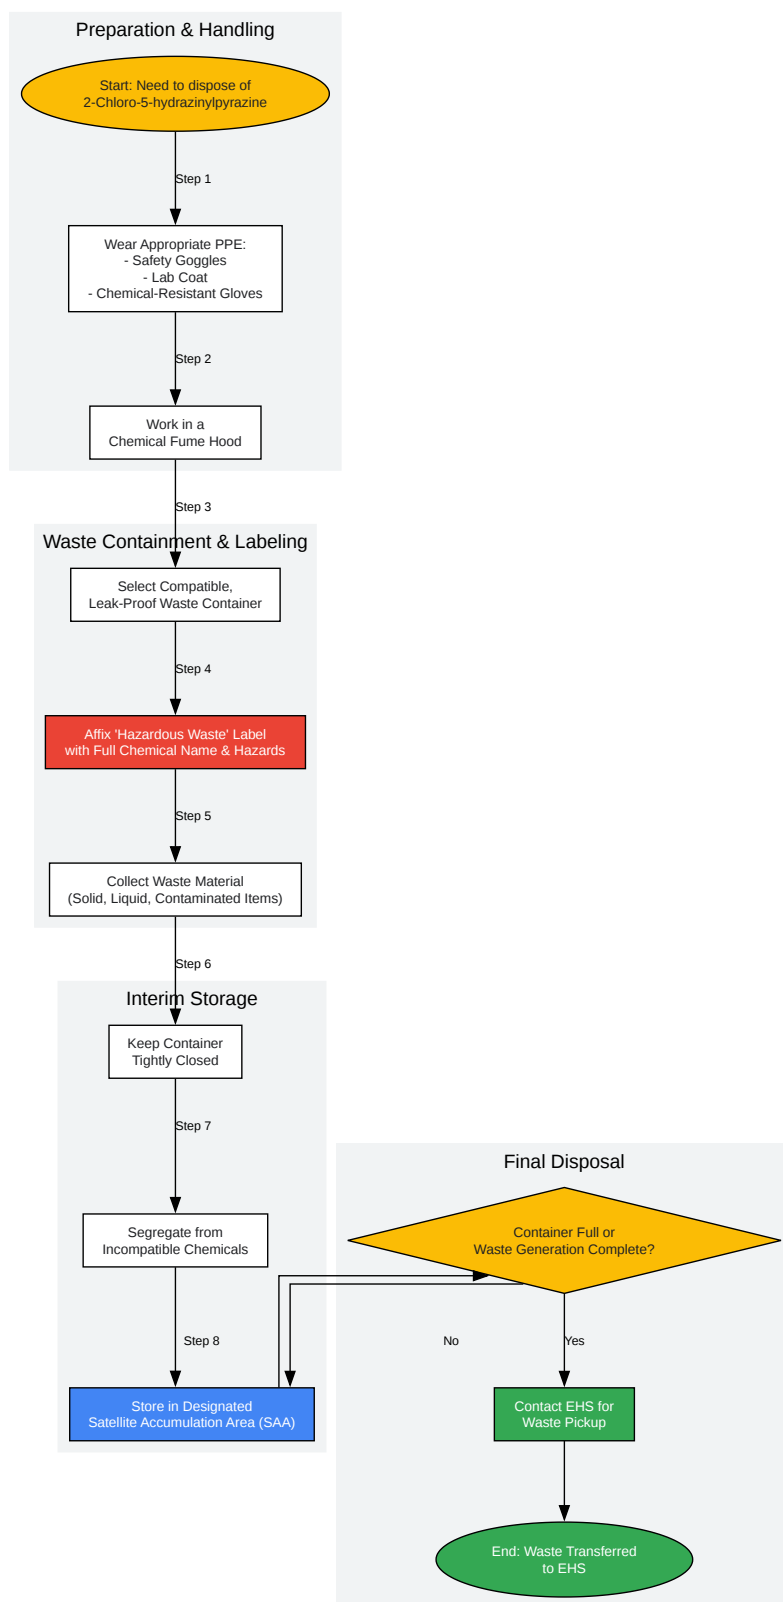 Preparation & Handling
Start: Need to dispose of
2-Chloro-5-hydrazinylpyrazine
Step 1
Wear Appropriate PPE:
- Safety Goggles
- Lab Coat
- Chemical-Resistant Gloves
Step 2
Work in a
Chemical Fume Hood
Step 3
Waste Containment & Labeling
Select Compatible,
Leak-Proof Waste Container
Step 4
Affix 'Hazardous Waste' Label
with Full Chemical Name & Hazards
Step 5
Collect Waste Material
(Solid, Liquid, Contaminated Items)
Step 6
Interim Storage
Keep Container
Tightly Closed
Step 7
Segregate from
Incompatible Chemicals
Step 8
Store in Designated
Satellite Accumulation Area (SAA)
Final Disposal
Container Full or
Waste Generation Complete?
No
Yes
Contact EHS for
Waste Pickup
End: Waste Transferred
to EHS